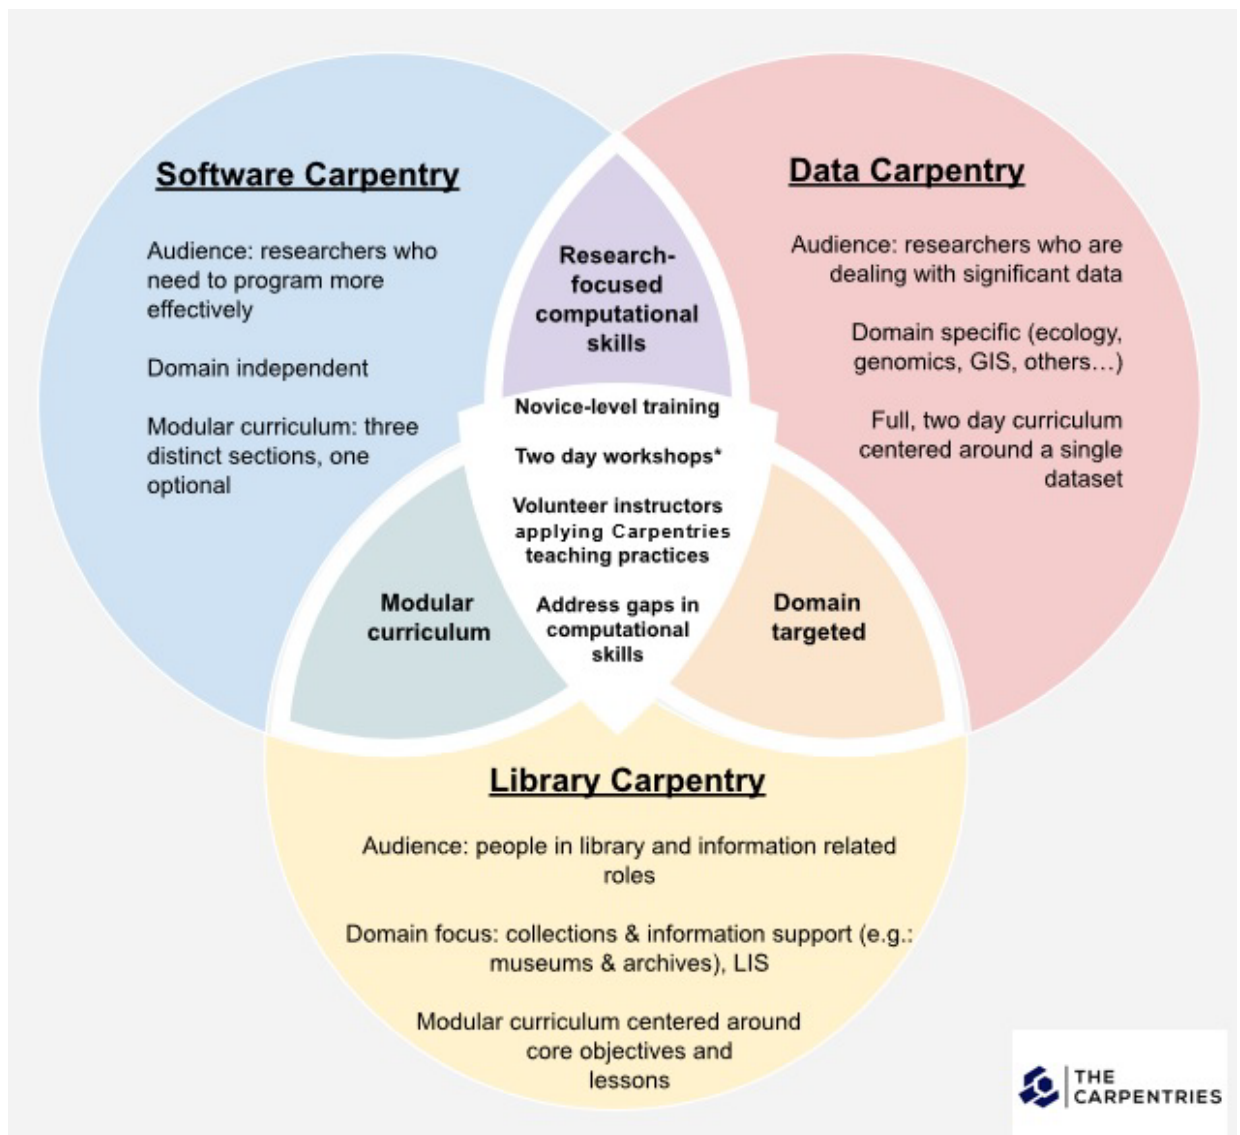 Software Carpentry
Audience: researchers who
need to program more
effectively
Domain independent
Modular curriculum: three
distinct sections, one
optional
Data Carpentry
Audience: researchers who are
dealing with significant data
Domain specific (ecology,
genomics, GIS, others…)
Full, two day curriculum
centered around a single
dataset
Research-
focused
computational
skills
Novice-level training
Two day workshops*
Volunteer instructors
applying Carpentries
teaching practices
Address gaps in
computational
skills
Modular
curriculum
Domain
targeted
Library Carpentry
Audience: people in library and information related
roles
Domain focus: collections & information support (e.g.:
museums & archives), LIS
Modular curriculum centered around
core objectives and
lessons
THE
CARPENTRIES